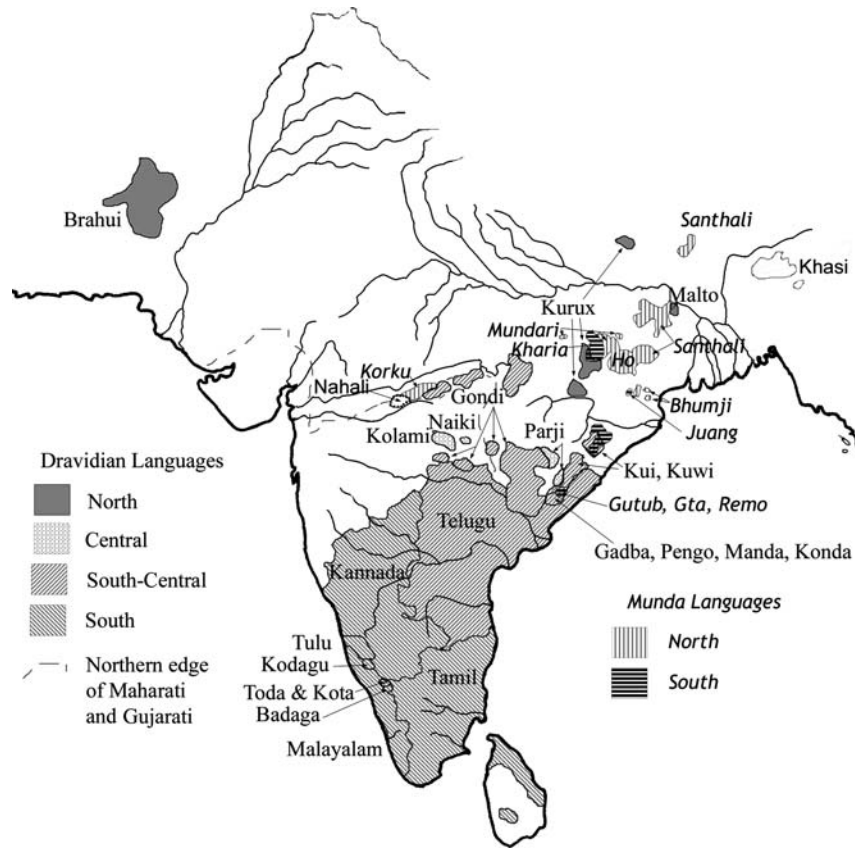 Brahui
Santhali
Khasi
Kurux
Malto
Mundari
Kharia
Ho
Santhali
Korku
Nahali
Gondi
Bhumji
Juang
Naiki
Kolami
Parji
Kui, Kuwi
Gutub, Gta, Remo
Telugu
Gadba, Pengo, Manda, Konda
Kannada
Tulu
Kodagu
Toda & Kota
Badaga
Tamil
Malayalam
Dravidian Languages
North
Central
South-Central
South
Northern edge
of Maharati
and Gujarati
Munda Languages
North
South